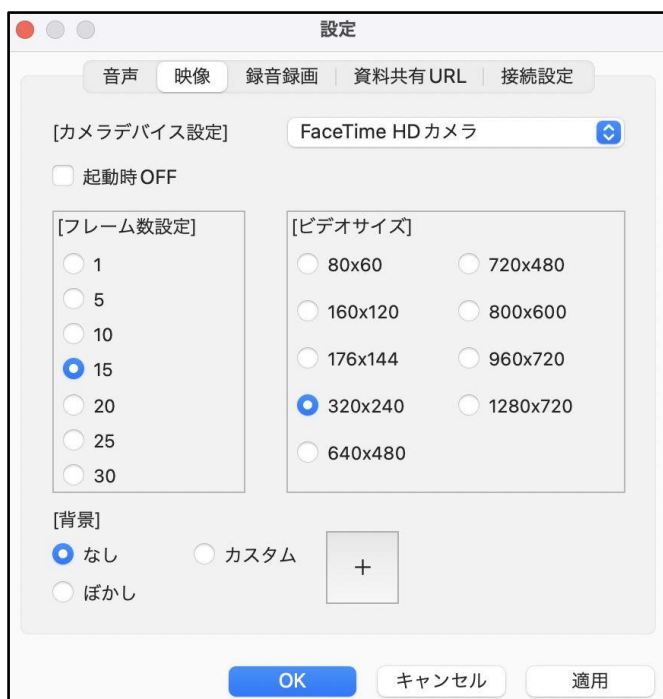 設定
音声 映像 録音録画 資料共有URL 接続設定
[カメラデバイス設定] FaceTime HDカメラ
起動時OFF
[フレーム数設定]
1
5
10
15
20
25
30
[ビデオサイズ]
80x60 720x480
160x120 800x600
176x144 960x720
320x240 1280x720
640x480
[背景]
なし カスタム +
ぼかし
OK キャンセル 適用